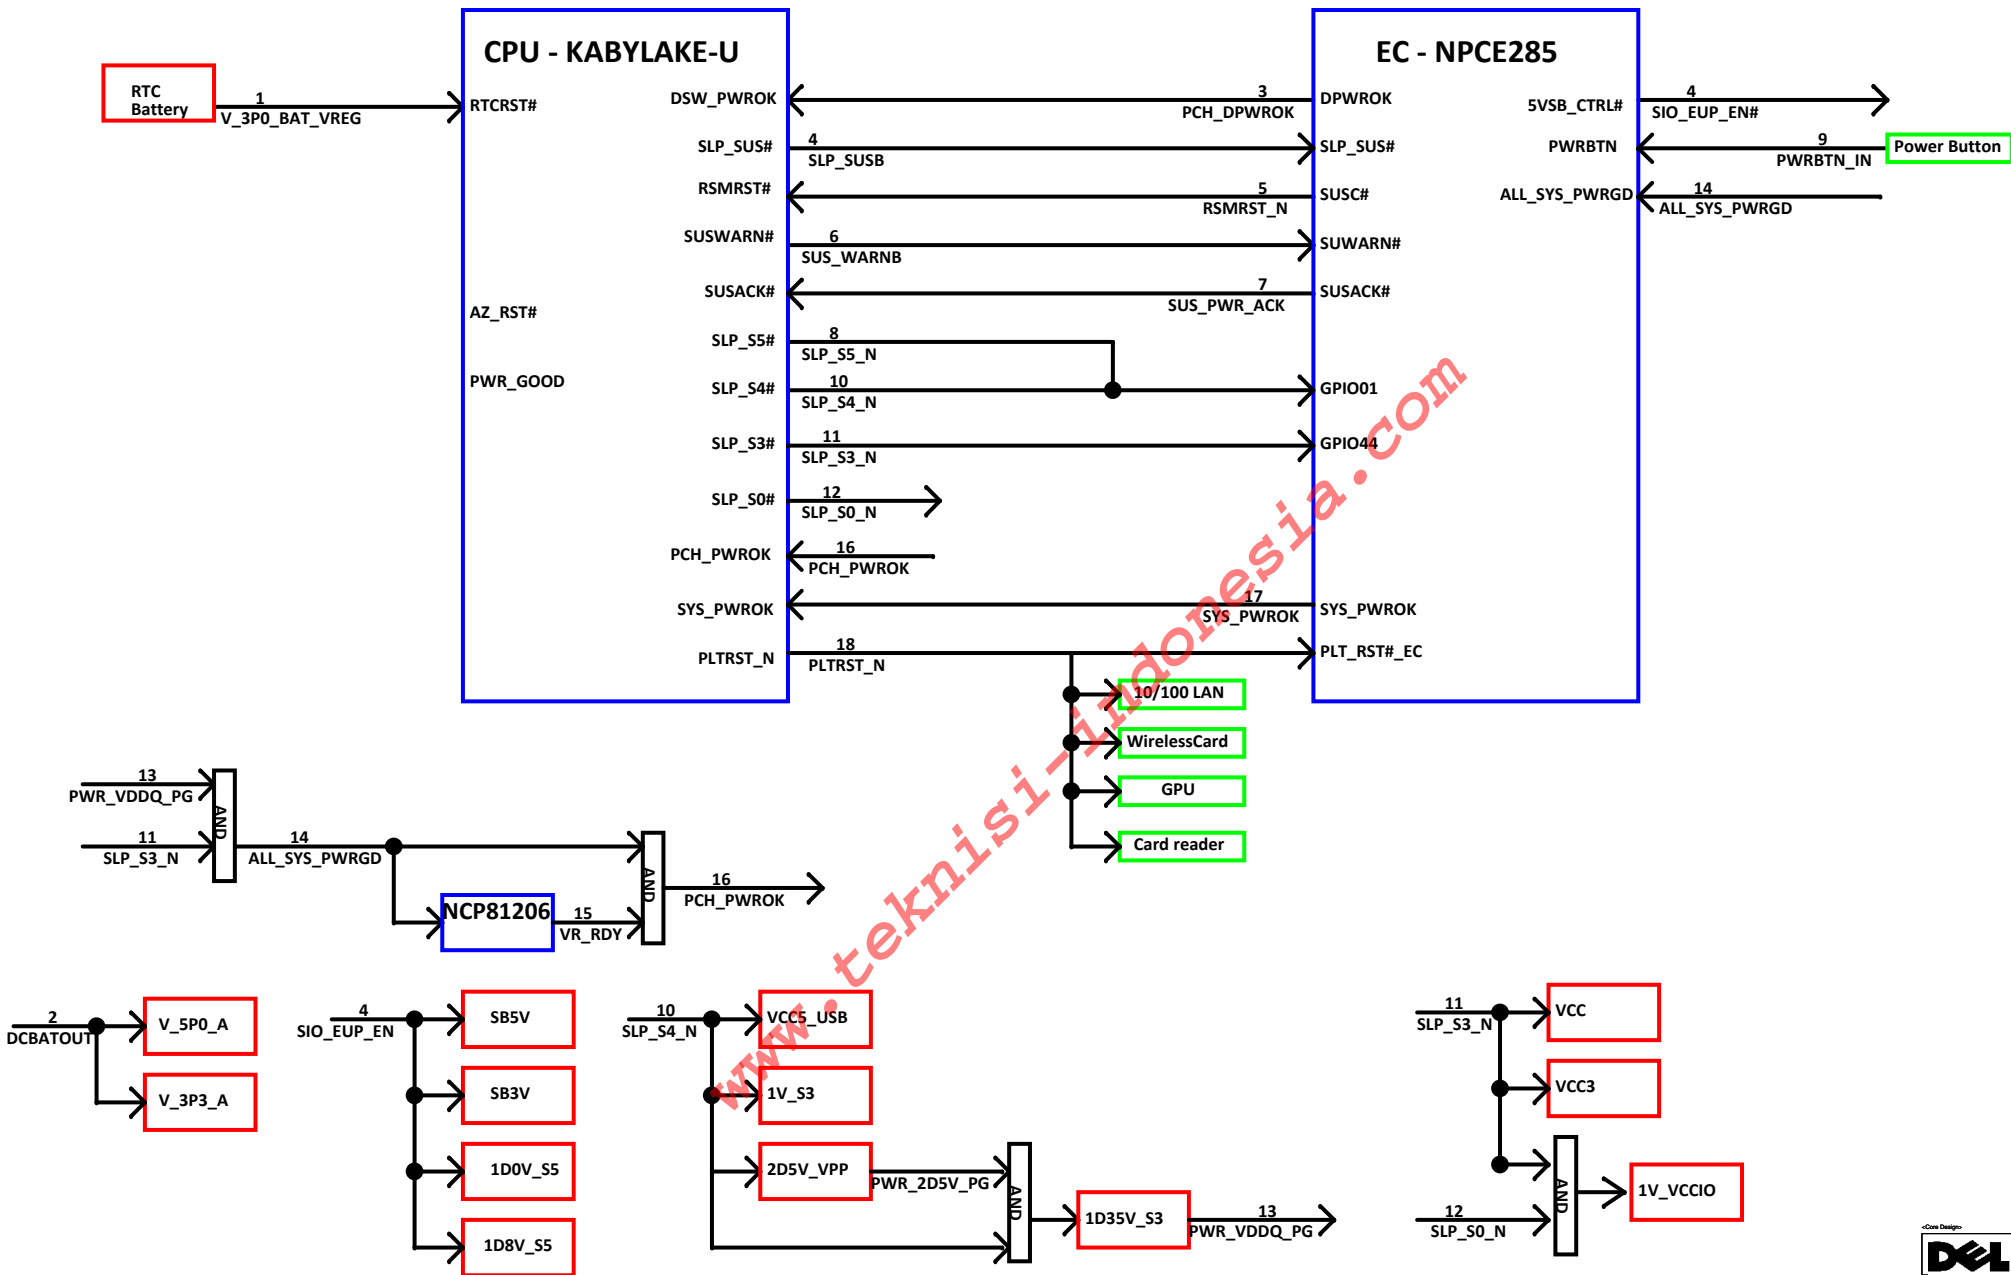 CPU - KABYLAKE-U
EC - NPCE285
RTC
Battery
1
V_3P0_BAT_VREG
RTCRST#
DSW_PWROK
3
PCH_DPWROK
DPWROK
5VSB_CTRL#
4
SIO_EUP_EN#
SLP_SUS#
4
SLP_SUSB
SLP_SUS#
PWRBTN
9
PWRBTN_IN
Power Button
RSMRST#
5
RSMRST_N
SUSC#
ALL_SYS_PWRGD
14
ALL_SYS_PWRGD
SUSWARN#
6
SUS_WARNB
SUWARN#
SUSACK#
7
SUS_PWR_ACK
SUSACK#
AZ_RST#
SLP_S5#
8
SLP_S5_N
PWR_GOOD
SLP_S4#
10
SLP_S4_N
GPIO01
SLP_S3#
11
SLP_S3_N
GPIO44
SLP_S0#
12
SLP_S0_N
PCH_PWROK
16
PCH_PWROK
SYS_PWROK
17
SYS_PWROK
SYS_PWROK
PLTRST_N
18
PLTRST_N
PLT_RST#_EC
10/100 LAN
WirelessCard
GPU
Card reader
www.teknisi-indonesia.com
13
PWR_VDDQ_PG
11
SLP_S3_N
AND
14
ALL_SYS_PWRGD
NCP81206
15
VR_RDY
AND
16
PCH_PWROK
2
DCBATOUT
V_5P0_A
V_3P3_A
4
SIO_EUP_EN
SB5V
SB3V
1D0V_S5
1D8V_S5
10
SLP_S4_N
VCC5_USB
1V_S3
2D5V_VPP
PWR_2D5V_PG
AND
1D35V_S3
13
PWR_VDDQ_PG
11
SLP_S3_N
VCC
VCC3
12
SLP_S0_N
AND
1V_VCCIO
<Core Design>
DELL